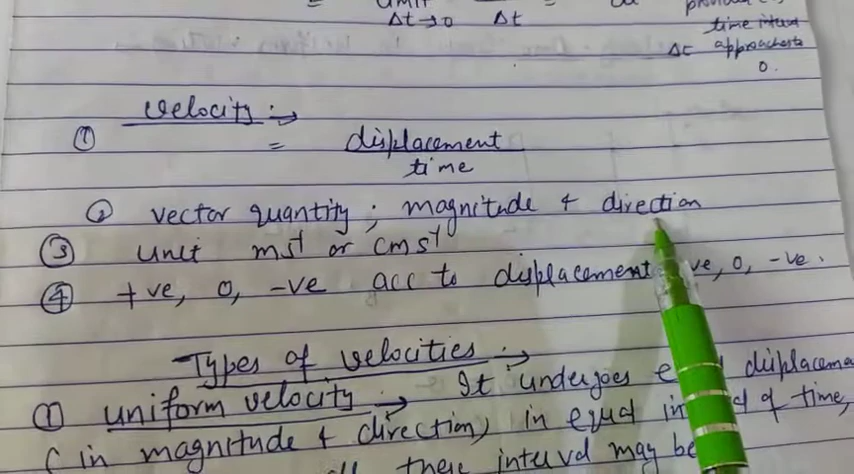 = Limit
Δt→0 Δt =
time
Δt approaches to
0.
velocity :→
① = displacement
time
② vector quantity ; magnitude + direction
③ unit ms⁻¹ or cms⁻¹
④ +ve, 0, -ve acc to displacement ve, 0, -ve.
Types of velocities :→
① uniform velocity → It undergoes displaceme
( in magnitude + direction) in equal in d of time,
these interval may be